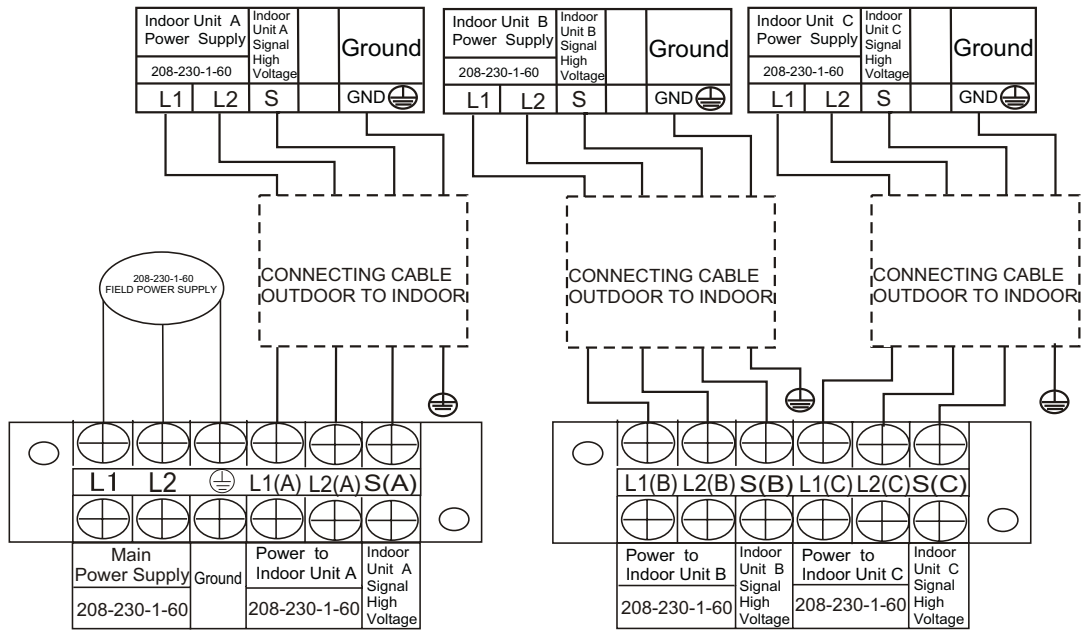 Indoor Unit A
Power Supply
208-230-1-60
Indoor
Unit A
Signal
High
Voltage
Ground
L1 L2 S GND
Indoor Unit B
Power Supply
208-230-1-60
Indoor
Unit B
Signal
High
Voltage
Ground
L1 L2 S GND
Indoor Unit C
Power Supply
208-230-1-60
Indoor
Unit C
Signal
High
Voltage
Ground
L1 L2 S GND
208-230-1-60
FIELD POWER SUPPLY
CONNECTING CABLE
OUTDOOR TO INDOOR
CONNECTING CABLE
OUTDOOR TO INDOOR
CONNECTING CABLE
OUTDOOR TO INDOOR
L1 L2 L1(A) L2(A) S(A)
Main
Power Supply
208-230-1-60
Ground
Power to
Indoor Unit A
208-230-1-60
Indoor
Unit A
Signal
High
Voltage
L1(B) L2(B) S(B) L1(C) L2(C) S(C)
Power to
Indoor Unit B
208-230-1-60
Indoor
Unit B
Signal
High
Voltage
Power to
Indoor Unit C
208-230-1-60
Indoor
Unit C
Signal
High
Voltage